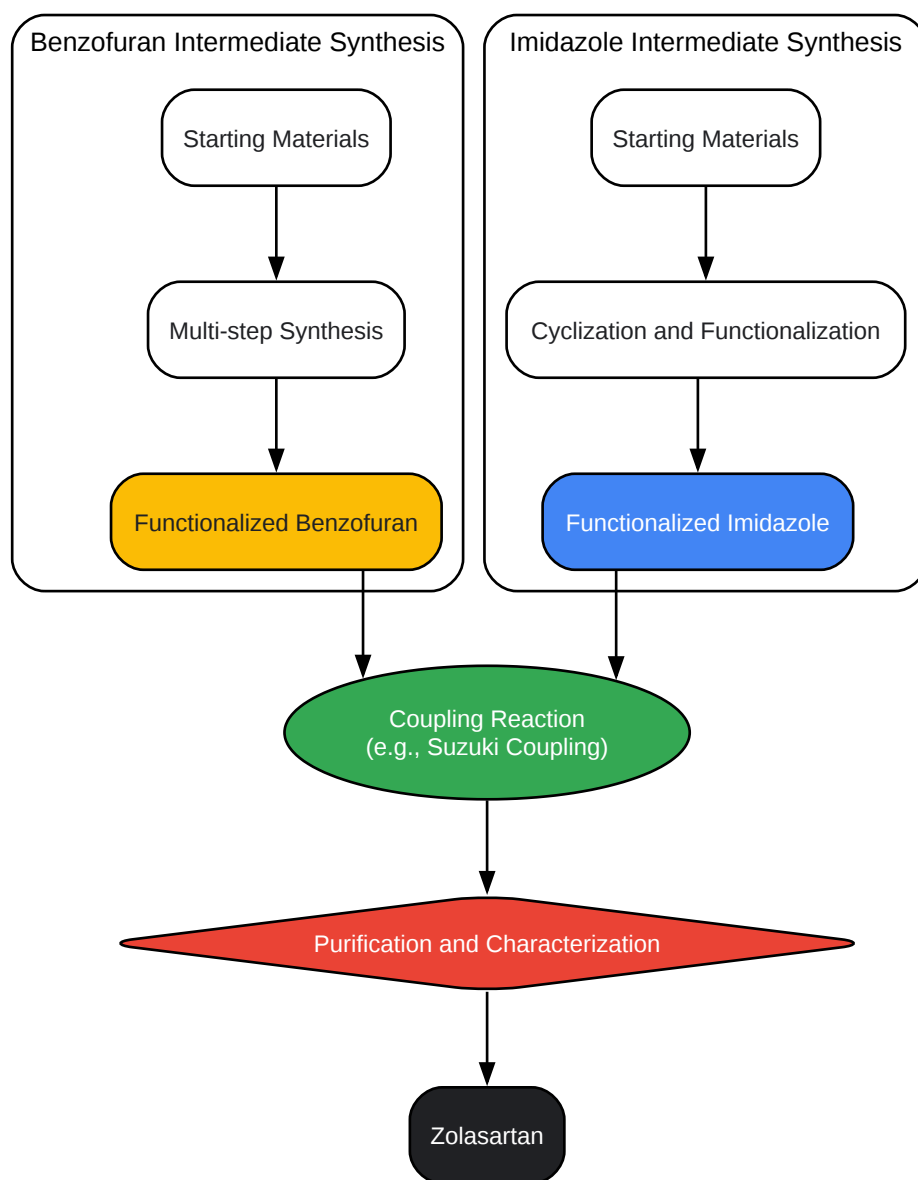 Benzofuran Intermediate Synthesis
Starting Materials
Multi-step Synthesis
Functionalized Benzofuran
Imidazole Intermediate Synthesis
Starting Materials
Cyclization and Functionalization
Functionalized Imidazole
Coupling Reaction
(e.g., Suzuki Coupling)
Purification and Characterization
Zolasartan